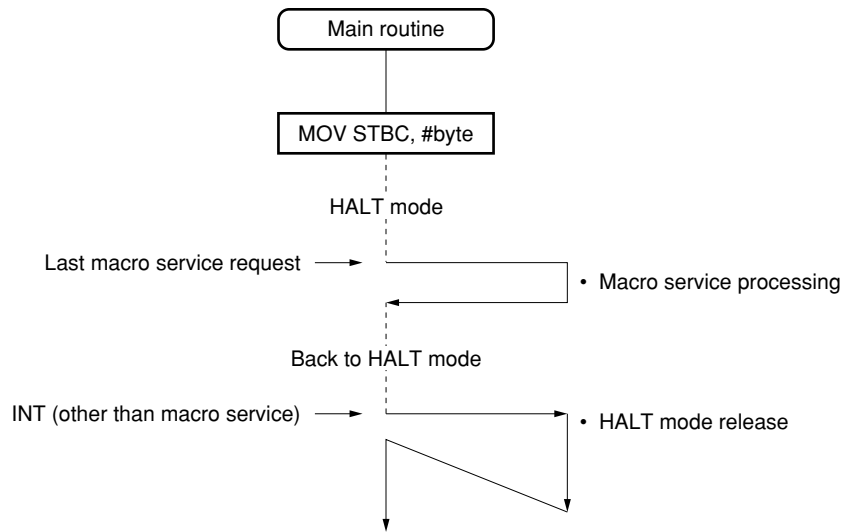 Main routine
MOV STBC, #byte
HALT mode
Last macro service request
• Macro service processing
Back to HALT mode
INT (other than macro service)
• HALT mode release